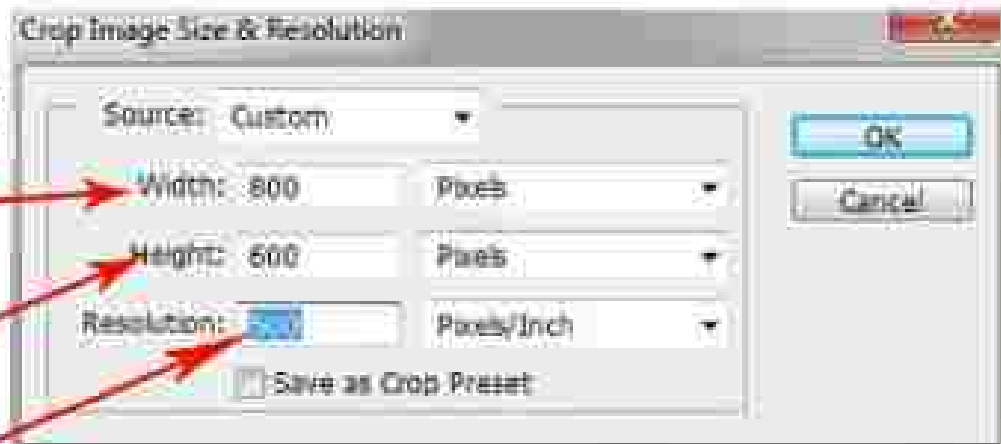 Crop Image Size & Resolution
Source: Custom
OK
Width: 800 Pixels
Cancel
Height: 600 Pixels
Resolution: Pixels/Inch
Save as Crop Preset